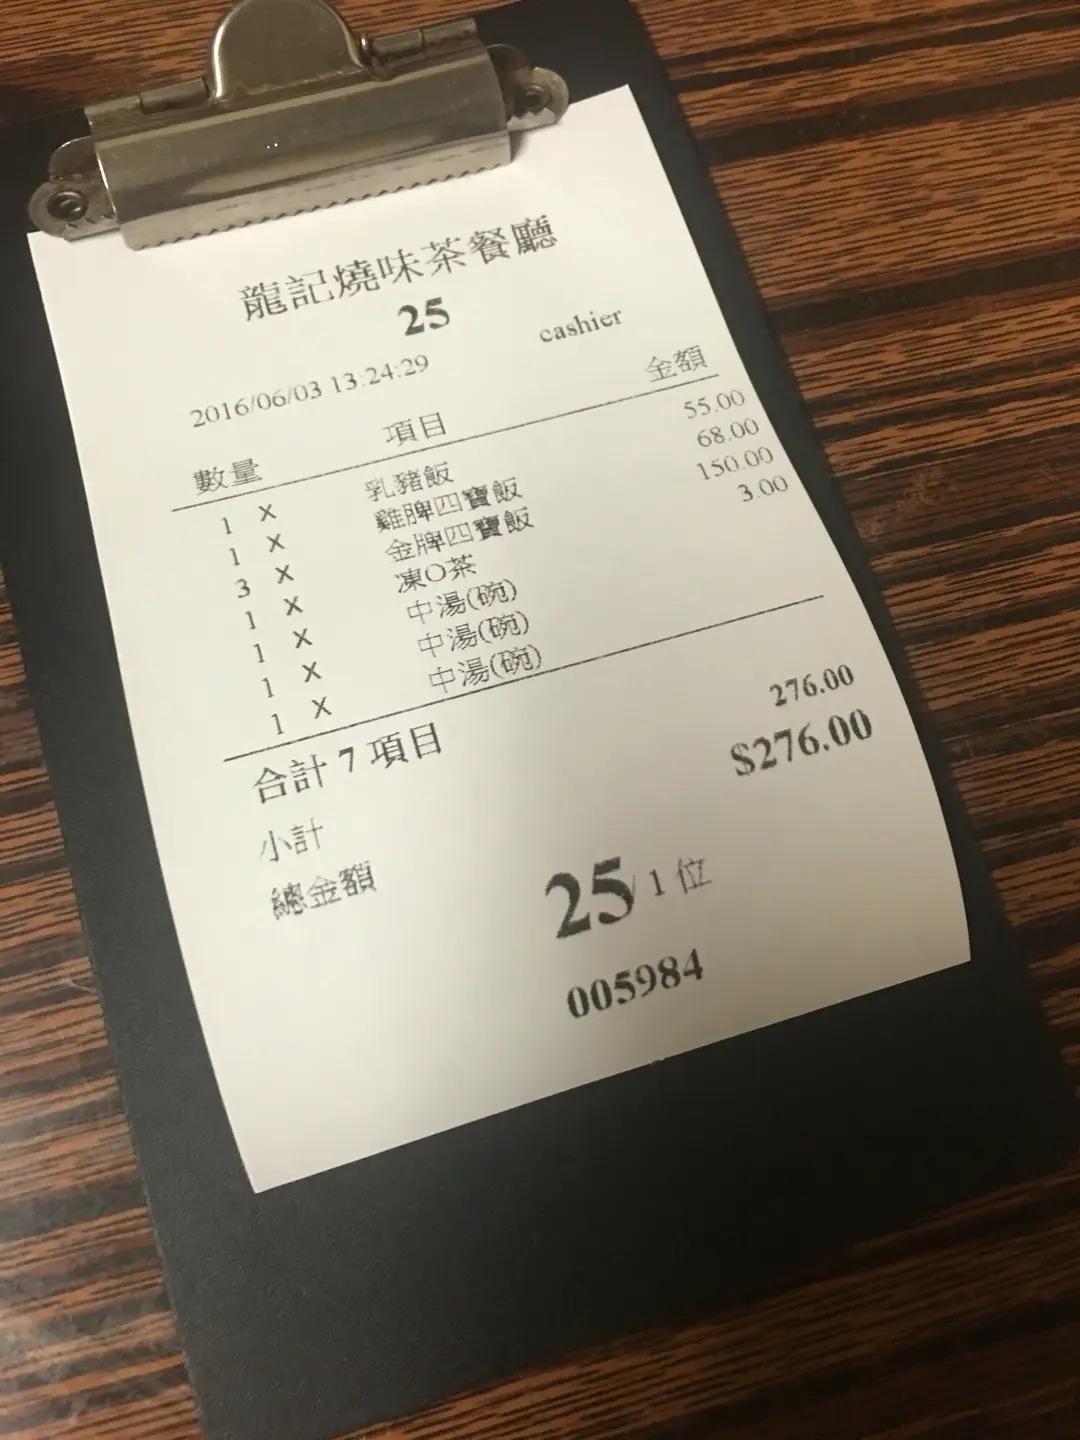 龍記燒味茶餐廳
25
2016/06/03 13:24:29 cashier
數量 項目 金額
1 X 乳豬飯 55.00
1 X 雞脾四寶飯 68.00
3 X 金牌四寶飯 150.00
1 X 凍O茶 3.00
1 X 中湯(碗)
1 X 中湯(碗)
1 X 中湯(碗)
合計 7 項目
小計 276.00
總金額 $276.00
25/ 1 位
005984